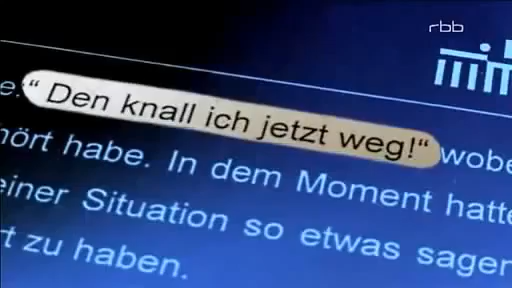 rbb
e: “ Den knall ich jetzt weg!“ wobe
hört habe. In dem Moment hatte
einer Situation so etwas sagen
t zu haben.